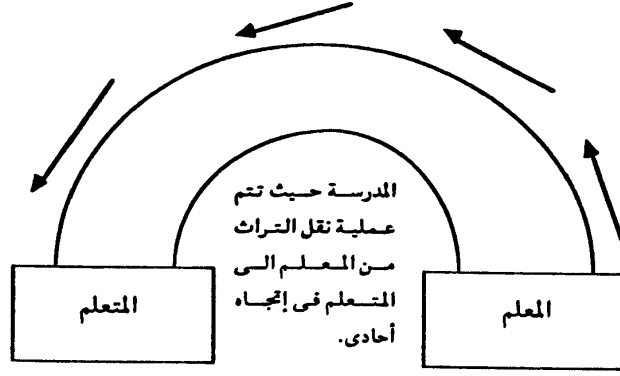 المدرسة حيث تتم
عملية نقل التراث
من المعلم الى
المتعلم فى إتجاه
أحادى.
المعلم
المتعلم